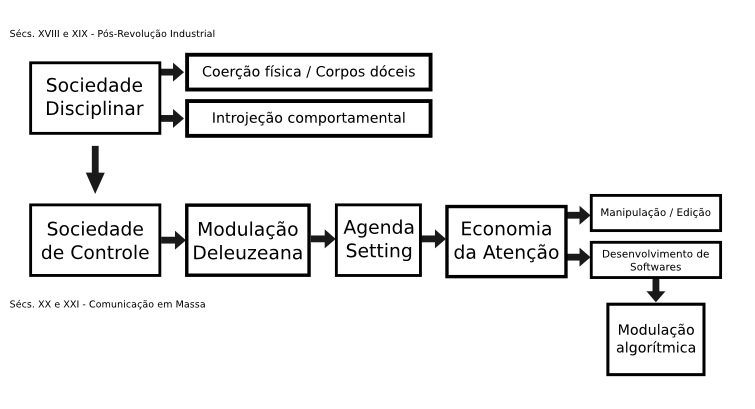 Sécs. XVIII e XIX - Pós-Revolução Industrial
Sociedade
Disciplinar
Coerção física / Corpos dóceis
Introjeção comportamental
Sociedade
de Controle
Modulação
Deleuzeana
Agenda
Setting
Economia
da Atenção
Manipulação / Edição
Desenvolvimento de
Softwares
Modulação
algorítmica
Sécs. XX e XXI - Comunicação em Massa